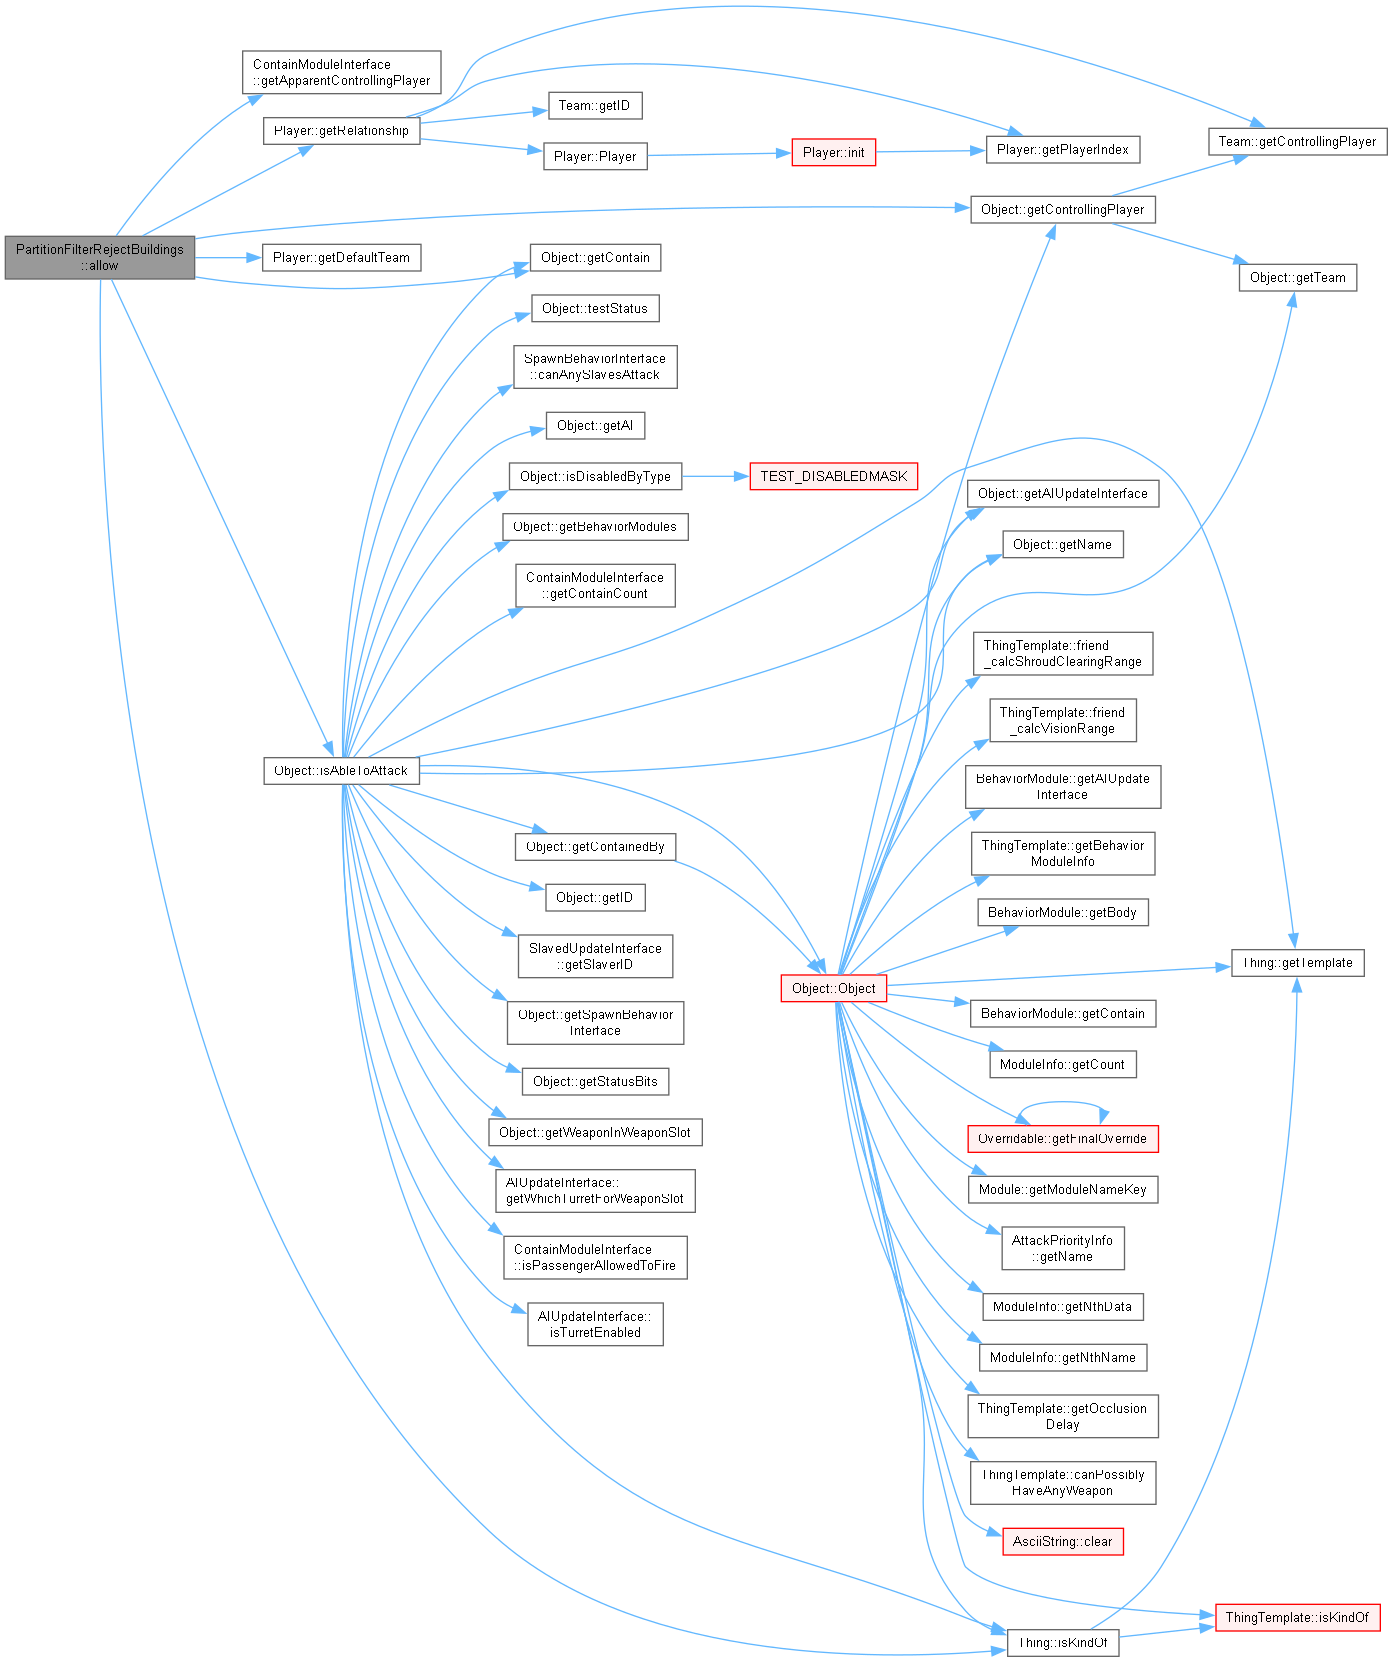 ContainModuleInterface
::getApparentControllingPlayer
Player::getRelationship
Team::getID
Player::Player
Player::init
Player::getPlayerIndex
Team::getControllingPlayer
Object::getControllingPlayer
PartitionFilterRejectBuildings
::allow
Player::getDefaultTeam
Object::getContain
Object::getTeam
Object::testStatus
SpawnBehaviorInterface
::canAnySlavesAttack
Object::getAI
Object::isDisabledByType
TEST_DISABLEDMASK
Object::getAIUpdateInterface
Object::getBehaviorModules
Object::getName
ContainModuleInterface
::getContainCount
ThingTemplate::friend
_calcShroudClearingRange
ThingTemplate::friend
_calcVisionRange
Object::isAbleToAttack
BehaviorModule::getAIUpdate
Interface
Object::getContainedBy
ThingTemplate::getBehavior
ModuleInfo
Object::getID
BehaviorModule::getBody
SlavedUpdateInterface
::getSlaverID
Thing::getTemplate
Object::Object
Object::getSpawnBehavior
Interface
BehaviorModule::getContain
ModuleInfo::getCount
Object::getStatusBits
Object::getWeaponInWeaponSlot
Overridable::getFinalOverride
AIUpdateInterface::
getWhichTurretForWeaponSlot
Module::getModuleNameKey
ContainModuleInterface
::isPassengerAllowedToFire
AttackPriorityInfo
::getName
AIUpdateInterface::
isTurretEnabled
ModuleInfo::getNthData
ModuleInfo::getNthName
ThingTemplate::getOcclusion
Delay
ThingTemplate::canPossibly
HaveAnyWeapon
AsciiString::clear
ThingTemplate::isKindOf
Thing::isKindOf